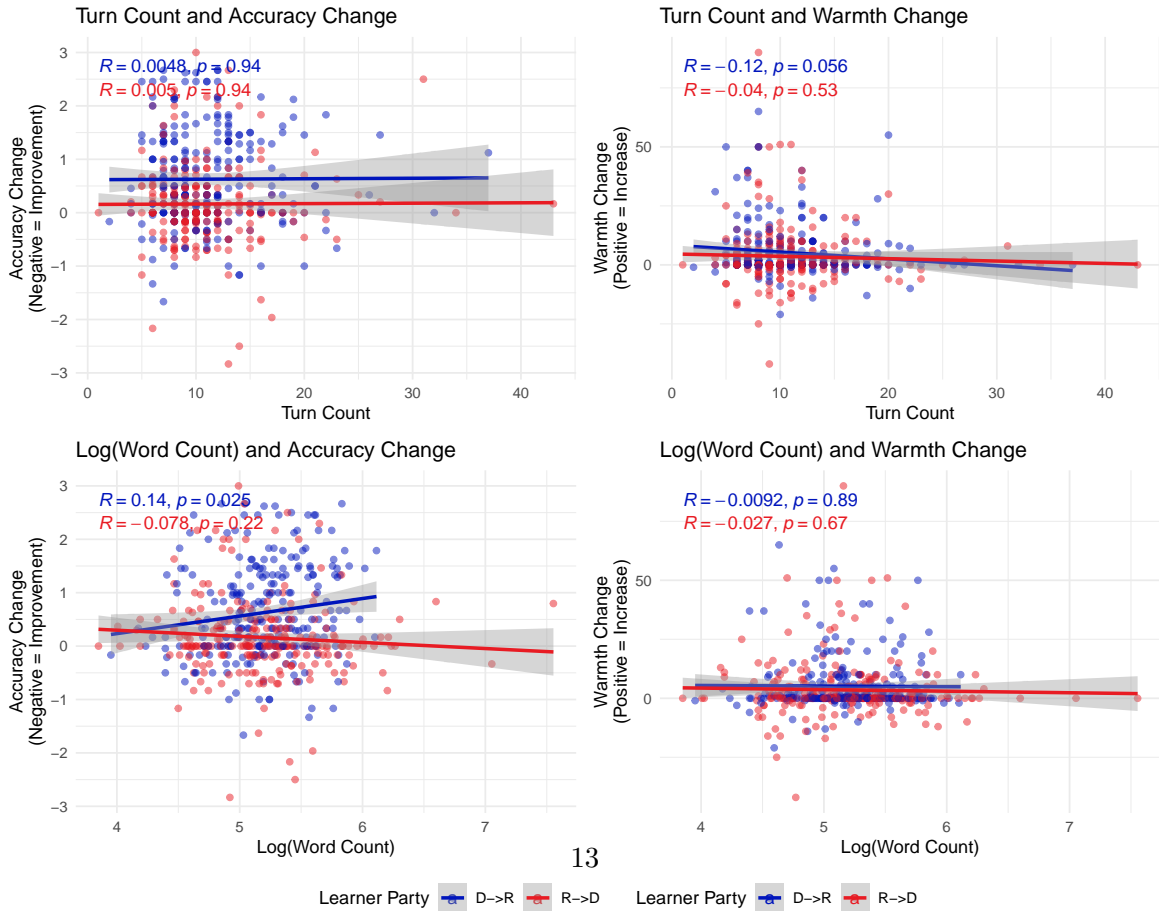 Turn Count and Accuracy Change
R = 0.0048, p = 0.94
R = 0.005, p = 0.94
Accuracy Change
(Negative = Improvement)
3
2
1
0
−1
−2
−3
0 10 20 30 40
Turn Count
Turn Count and Warmth Change
R = −0.12, p = 0.056
R = −0.04, p = 0.53
Warmth Change
(Positive = Increase)
50
0
0 10 20 30 40
Turn Count
Log(Word Count) and Accuracy Change
R = 0.14, p = 0.025
R = −0.078, p = 0.22
Accuracy Change
(Negative = Improvement)
3
2
1
0
−1
−2
−3
4 5 6 7
Log(Word Count)
Log(Word Count) and Warmth Change
R = −0.0092, p = 0.89
R = −0.027, p = 0.67
Warmth Change
(Positive = Increase)
50
0
4 5 6 7
Log(Word Count)
13
Learner Party a D−>R a R−>D
Learner Party a D−>R a R−>D